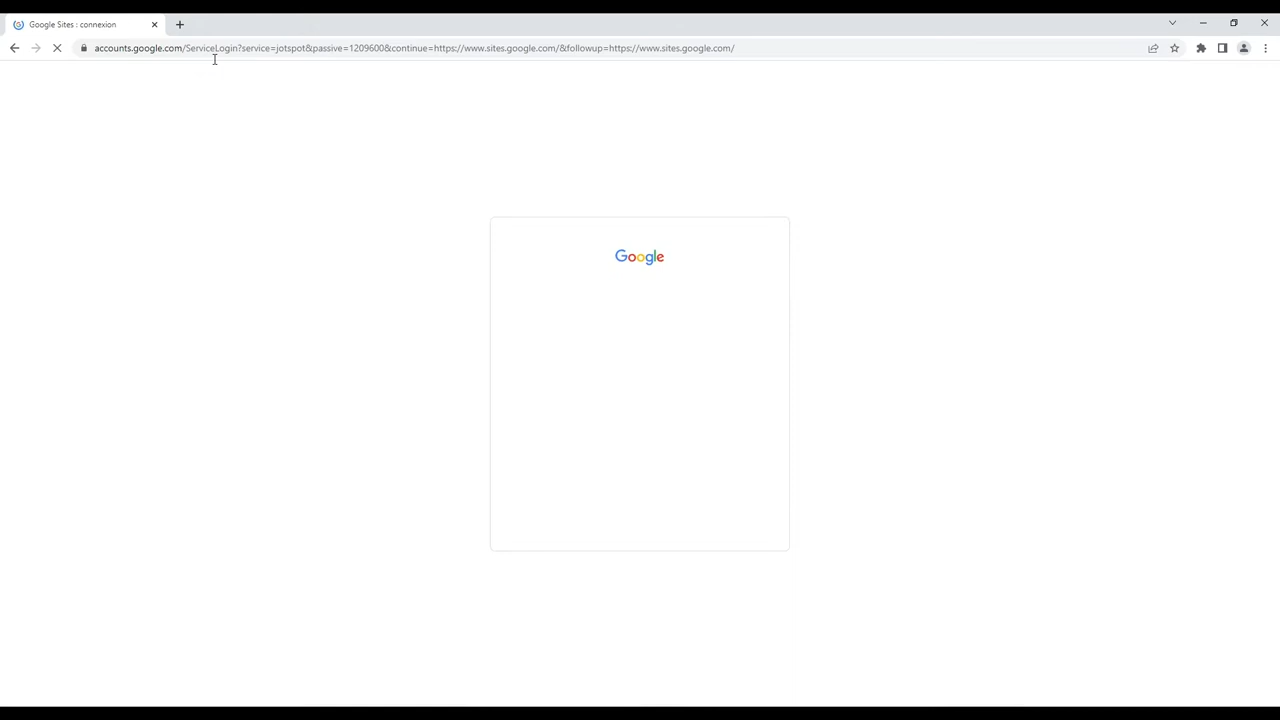 Google Sites : connexion
accounts.google.com/ServiceLogin?service=jotspot&passive=1209600&continue=https://www.sites.google.com/&followup=https://www.sites.google.com/
Google